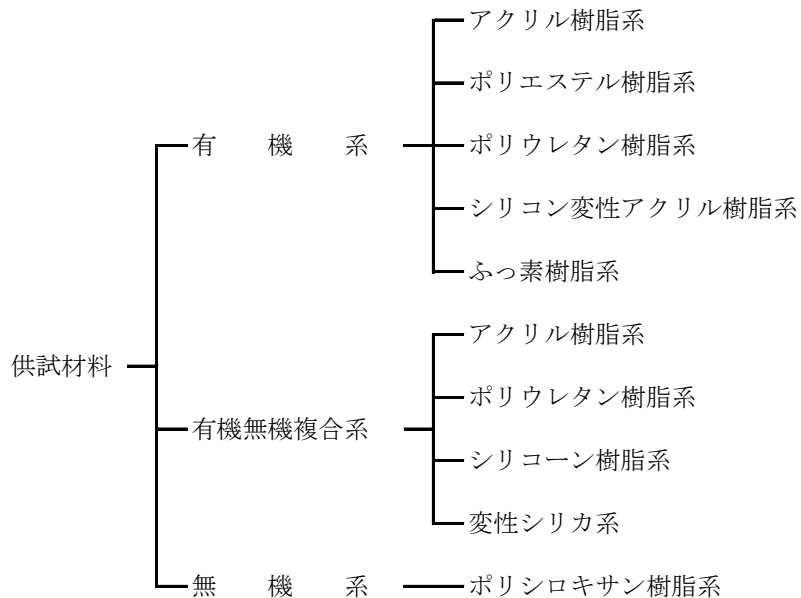 アクリル樹脂系
ポリエステル樹脂系
有機系
ポリウレタン樹脂系
シリコン変性アクリル樹脂系
ふっ素樹脂系
アクリル樹脂系
供試材料
ポリウレタン樹脂系
有機無機複合系
シリコーン樹脂系
変性シリカ系
無機系
ポリシロキサン樹脂系